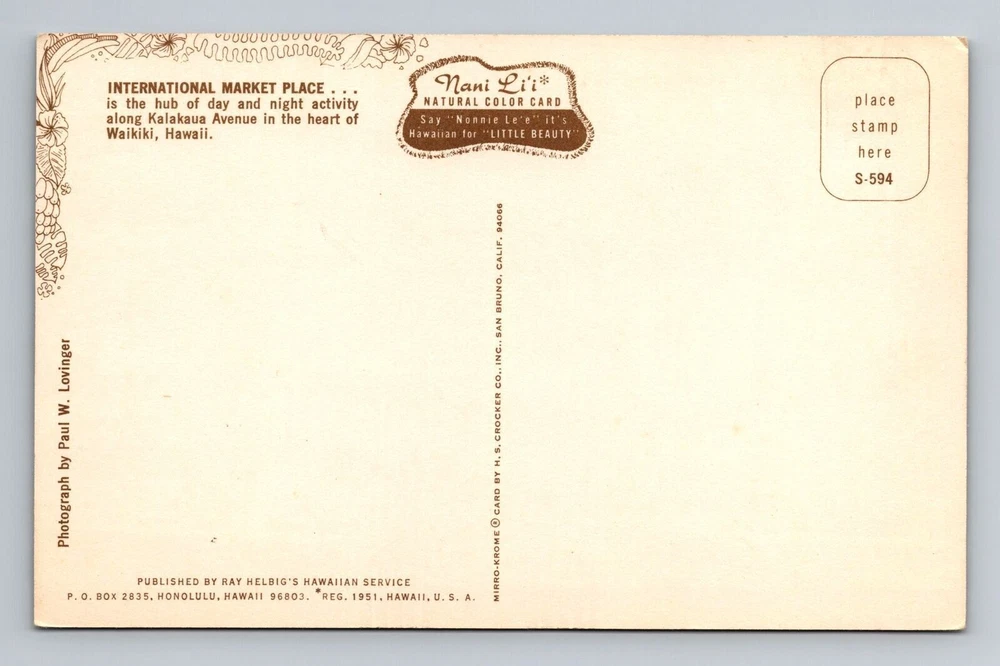 INTERNATIONAL MARKET PLACE . . .
is the hub of day and night activity
along Kalakaua Avenue in the heart of
Waikiki, Hawaii.
Nani Li'i*
NATURAL COLOR CARD
Say "Nonnie Le'e" it's
Hawaiian for "LITTLE BEAUTY"
place
stamp
here
S-594
MIRRO-KROME ® CARD BY H. S. CROCKER CO., INC., SAN BRUNO, CALIF. 94066
Photograph by Paul W. Lovinger
PUBLISHED BY RAY HELBIG'S HAWAIIAN SERVICE
P. O. BOX 2835, HONOLULU, HAWAII 96803. *REG. 1951, HAWAII, U. S. A.